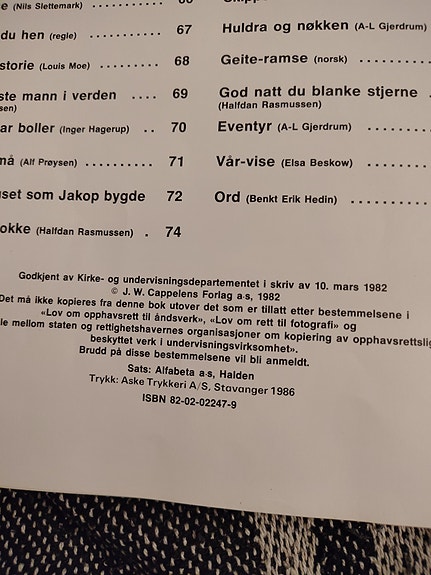 e (Nils Slettemark)
du hen (regle) ............ 67
storie (Louis Moe) .......... 68
ste mann i verden .... 69
sen)
ar boller (Inger Hagerup) .. 70
må (Alf Prøysen) .......... 71
set som Jakop bygde 72
okke (Halfdan Rasmussen) . 74
Huldra og nøkken (A-L Gjerdrum)
Geite-ramse (norsk) .........
God natt du blanke stjerne .
(Halfdan Rasmussen)
Eventyr (A-L Gjerdrum) ........
Vår-vise (Elsa Beskow) ........
Ord (Benkt Erik Hedin) ..........
Godkjent av Kirke- og undervisningsdepartementet i skriv av 10. mars 1982
© J. W. Cappelens Forlag a·s, 1982
Det må ikke kopieres fra denne bok utover det som er tillatt etter bestemmelsene i
«Lov om opphavsrett til åndsverk», «Lov om rett til fotografi» og
le mellom staten og rettighetshavernes organisasjoner om kopiering av opphavsrettslig
beskyttet verk i undervisningsvirksomhet».
Brudd på disse bestemmelsene vil bli anmeldt.
Sats: Alfabeta a·s, Halden
Trykk: Aske Trykkeri A/S, Stavanger 1986
ISBN 82-02-02247-9